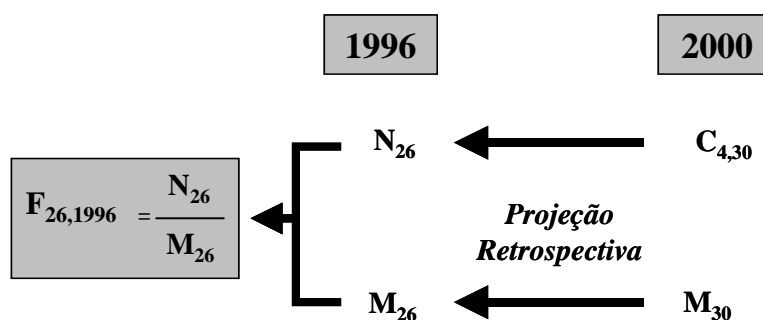 1996 2000
N26 C4,30
F26,1996 = N26
M26
Projeção
Retrospectiva
M26 M30